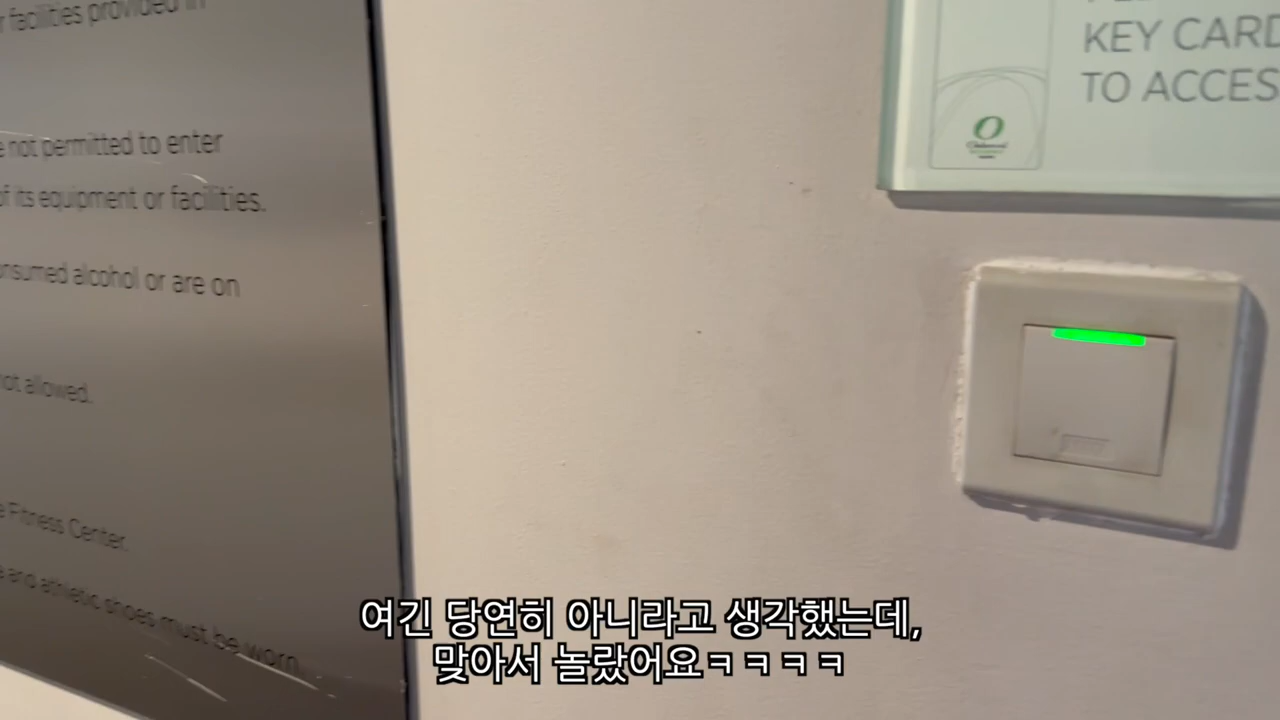 facilities provided in
not permitted to enter
of its equipment or facilities.
alcohol or are on
not allowed.
Fitness Center.
and athletic shoes must be worn
KEY CARD
TO ACCES
여긴 당연히 아니라고 생각했는데,
맞아서 놀랐어요ㅋㅋㅋㅋ